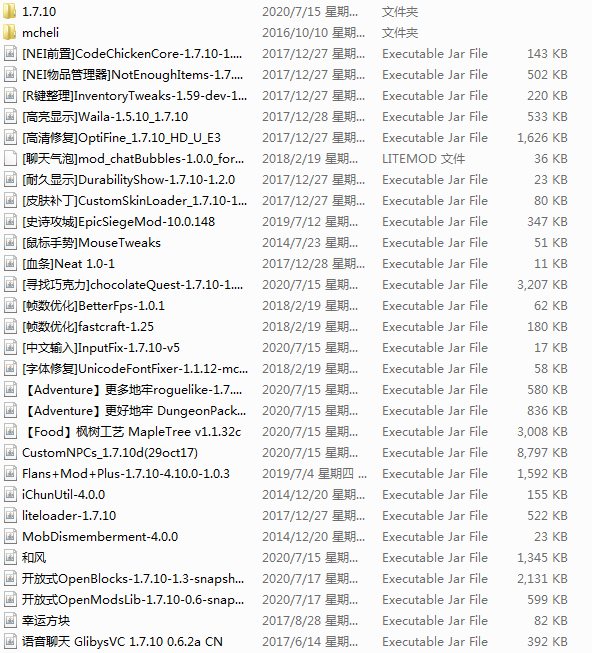 1.7.10 2020/7/15 星期... 文件夹
mcheli 2016/10/10 星期... 文件夹
[NEI前置]CodeChickenCore-1.7.10-1.... 2017/12/27 星期... Executable Jar File 143 KB
[NEI物品管理器]NotEnoughItems-1.7.... 2017/12/27 星期... Executable Jar File 502 KB
[R键整理]InventoryTweaks-1.59-dev-1... 2017/12/27 星期... Executable Jar File 220 KB
[高亮显示]Waila-1.5.10_1.7.10 2017/12/28 星期... Executable Jar File 533 KB
[高清修复]OptiFine_1.7.10_HD_U_E3 2017/12/27 星期... Executable Jar File 1,626 KB
[聊天气泡]mod_chatBubbles-1.0.0_for... 2018/2/19 星期... LITEMOD 文件 36 KB
[耐久显示]DurabilityShow-1.7.10-1.2.0 2017/12/27 星期... Executable Jar File 23 KB
[皮肤补丁]CustomSkinLoader_1.7.10-1... 2017/12/27 星期... Executable Jar File 80 KB
[史诗攻城]EpicSiegeMod-10.0.148 2019/7/12 星期... Executable Jar File 347 KB
[鼠标手势]MouseTweaks 2014/7/23 星期... Executable Jar File 51 KB
[血条]Neat 1.0-1 2017/12/28 星期... Executable Jar File 11 KB
[寻找巧克力]chocolateQuest-1.7.10-1.... 2020/7/15 星期... Executable Jar File 3,207 KB
[帧数优化]BetterFps-1.0.1 2018/2/19 星期... Executable Jar File 62 KB
[帧数优化]fastcraft-1.25 2018/2/19 星期... Executable Jar File 180 KB
[中文输入]InputFix-1.7.10-v5 2020/7/15 星期... Executable Jar File 17 KB
[字体修复]UnicodeFontFixer-1.1.12-mc... 2018/2/19 星期... Executable Jar File 58 KB
【Adventure】更多地牢roguelike-1.7.... 2020/7/15 星期... Executable Jar File 580 KB
【Adventure】更好地牢 DungeonPack... 2020/7/15 星期... Executable Jar File 836 KB
【Food】枫树工艺 MapleTree v1.1.32c 2020/7/15 星期... Executable Jar File 3,008 KB
CustomNPCs_1.7.10d(29oct17) 2020/7/15 星期... Executable Jar File 8,797 KB
Flans+Mod+Plus-1.7.10-4.10.0-1.0.3 2019/7/4 星期四 ... Executable Jar File 1,592 KB
iChunUtil-4.0.0 2014/12/20 星期... Executable Jar File 155 KB
liteloader-1.7.10 2017/12/27 星期... Executable Jar File 522 KB
MobDismemberment-4.0.0 2014/12/20 星期... Executable Jar File 23 KB
和风 2020/7/15 星期... Executable Jar File 1,345 KB
开放式OpenBlocks-1.7.10-1.3-snapsh... 2020/7/17 星期... Executable Jar File 2,131 KB
开放式OpenModsLib-1.7.10-0.6-snap... 2020/7/17 星期... Executable Jar File 599 KB
幸运方块 2017/8/28 星期... Executable Jar File 82 KB
语音聊天 GlibysVC 1.7.10 0.6.2a CN 2017/6/14 星期... Executable Jar File 392 KB